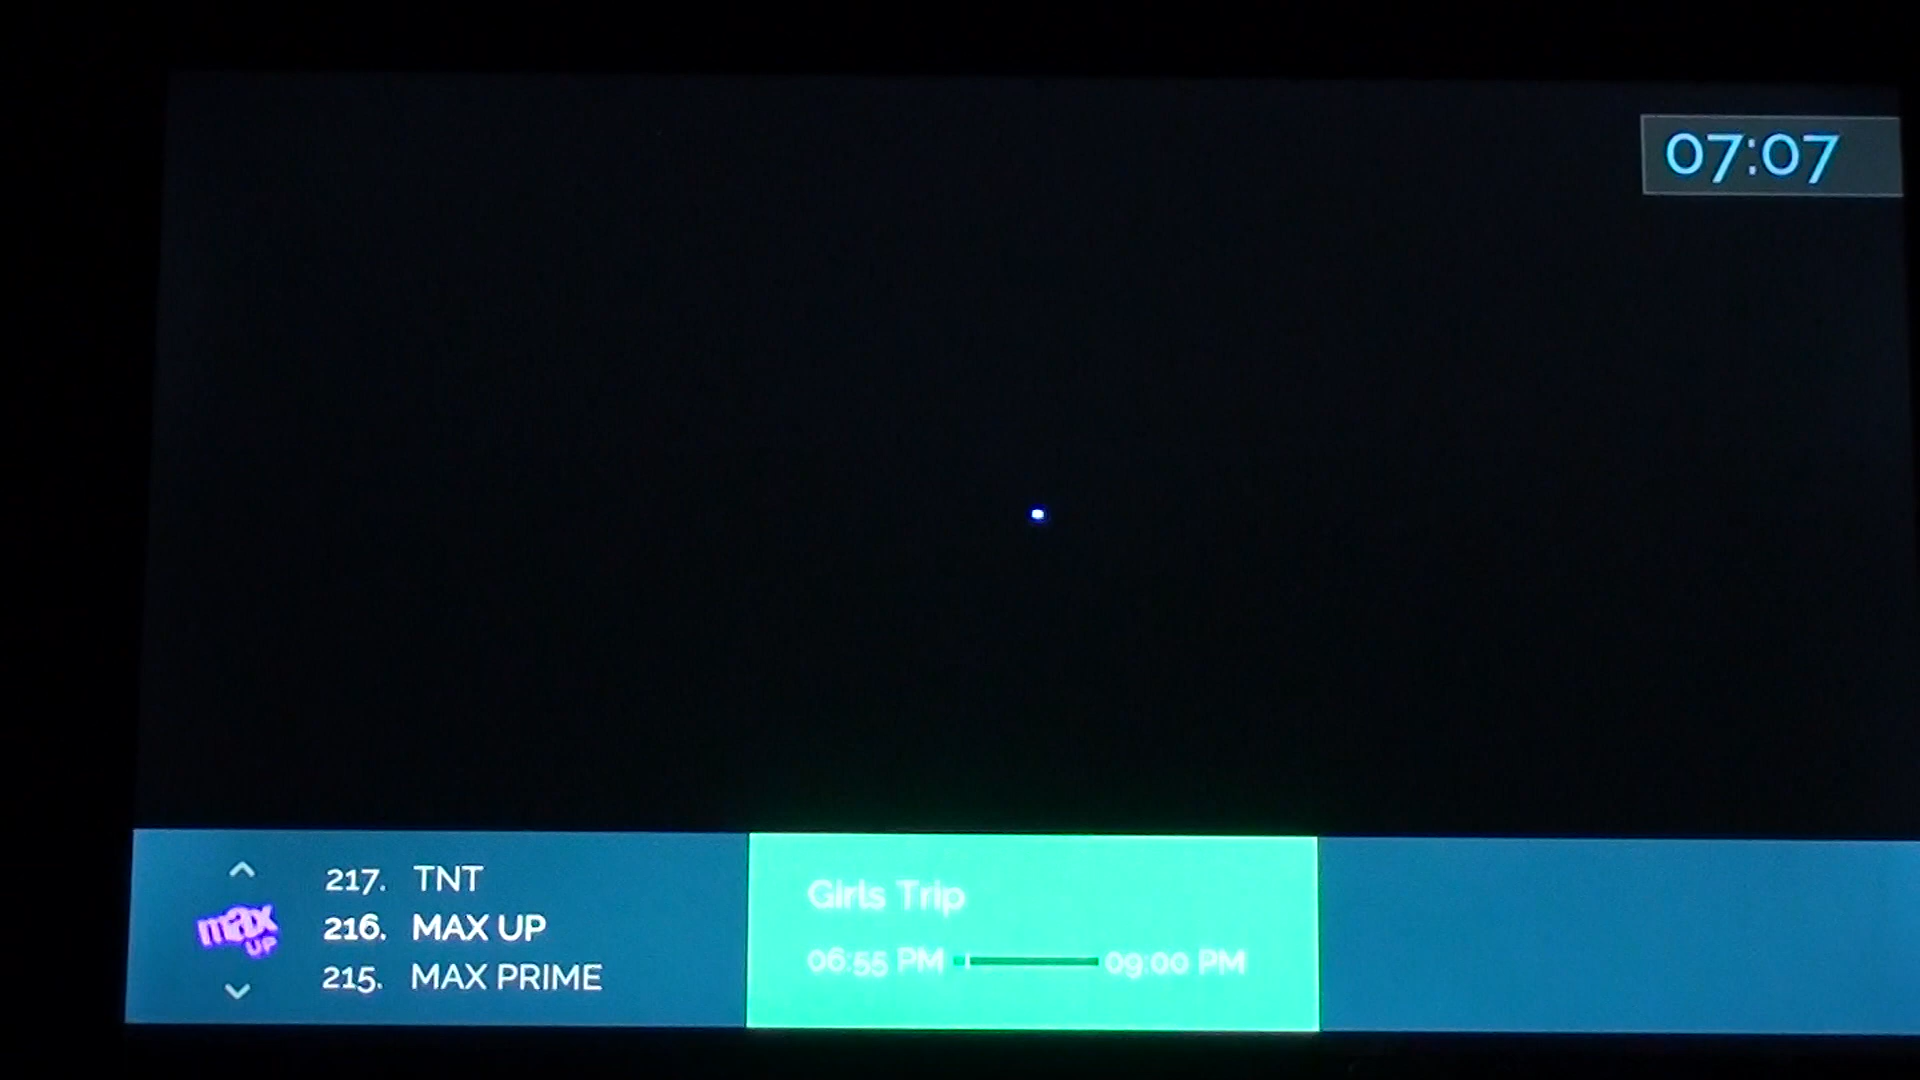 07:07
217. TNT
max UP
216. MAX UP
215. MAX PRIME
Girls Trip
06:55 PM 09:00 PM